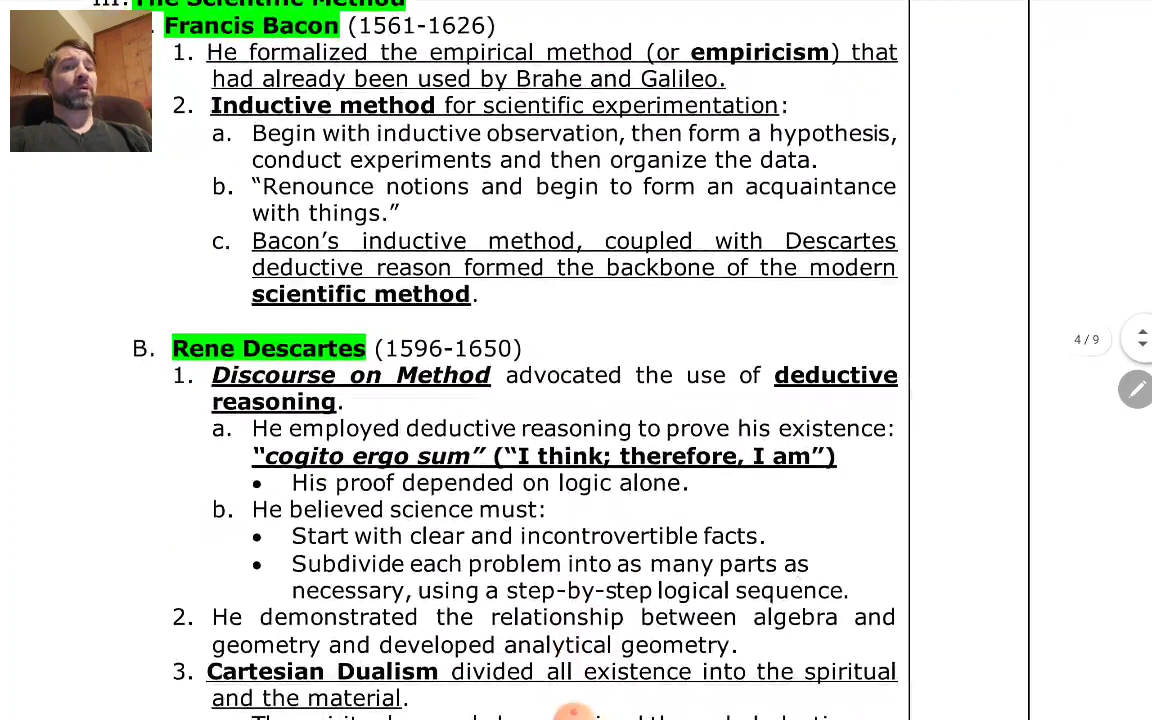 III. The Scientific Method
. Francis Bacon (1561-1626)
1. He formalized the empirical method (or empiricism) that
had already been used by Brahe and Galileo.
2. Inductive method for scientific experimentation:
a. Begin with inductive observation, then form a hypothesis,
conduct experiments and then organize the data.
b. “Renounce notions and begin to form an acquaintance
with things.”
c. Bacon’s inductive method, coupled with Descartes
deductive reason formed the backbone of the modern
scientific method.
4/9
B. Rene Descartes (1596-1650)
1. Discourse on Method advocated the use of deductive
reasoning.
a. He employed deductive reasoning to prove his existence:
“cogito ergo sum” (“I think; therefore, I am”)
• His proof depended on logic alone.
b. He believed science must:
• Start with clear and incontrovertible facts.
• Subdivide each problem into as many parts as
necessary, using a step-by-step logical sequence.
2. He demonstrated the relationship between algebra and
geometry and developed analytical geometry.
3. Cartesian Dualism divided all existence into the spiritual
and the material.